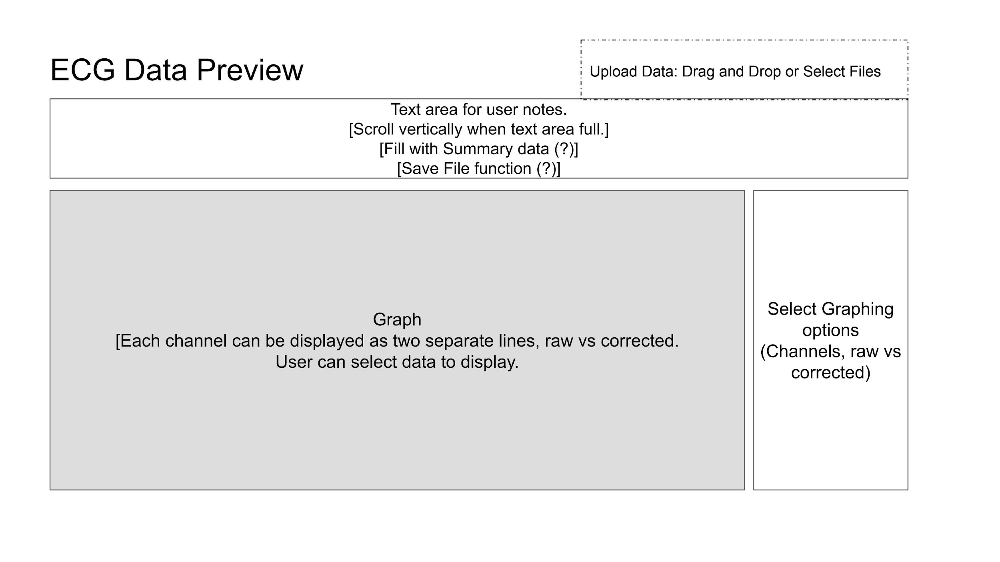 ECG Data Preview
Upload Data: Drag and Drop or Select Files
Text area for user notes.
[Scroll vertically when text area full.]
[Fill with Summary data (?)]
[Save File function (?)]
Graph
[Each channel can be displayed as two separate lines, raw vs corrected.
User can select data to display.
Select Graphing
options
(Channels, raw vs
corrected)